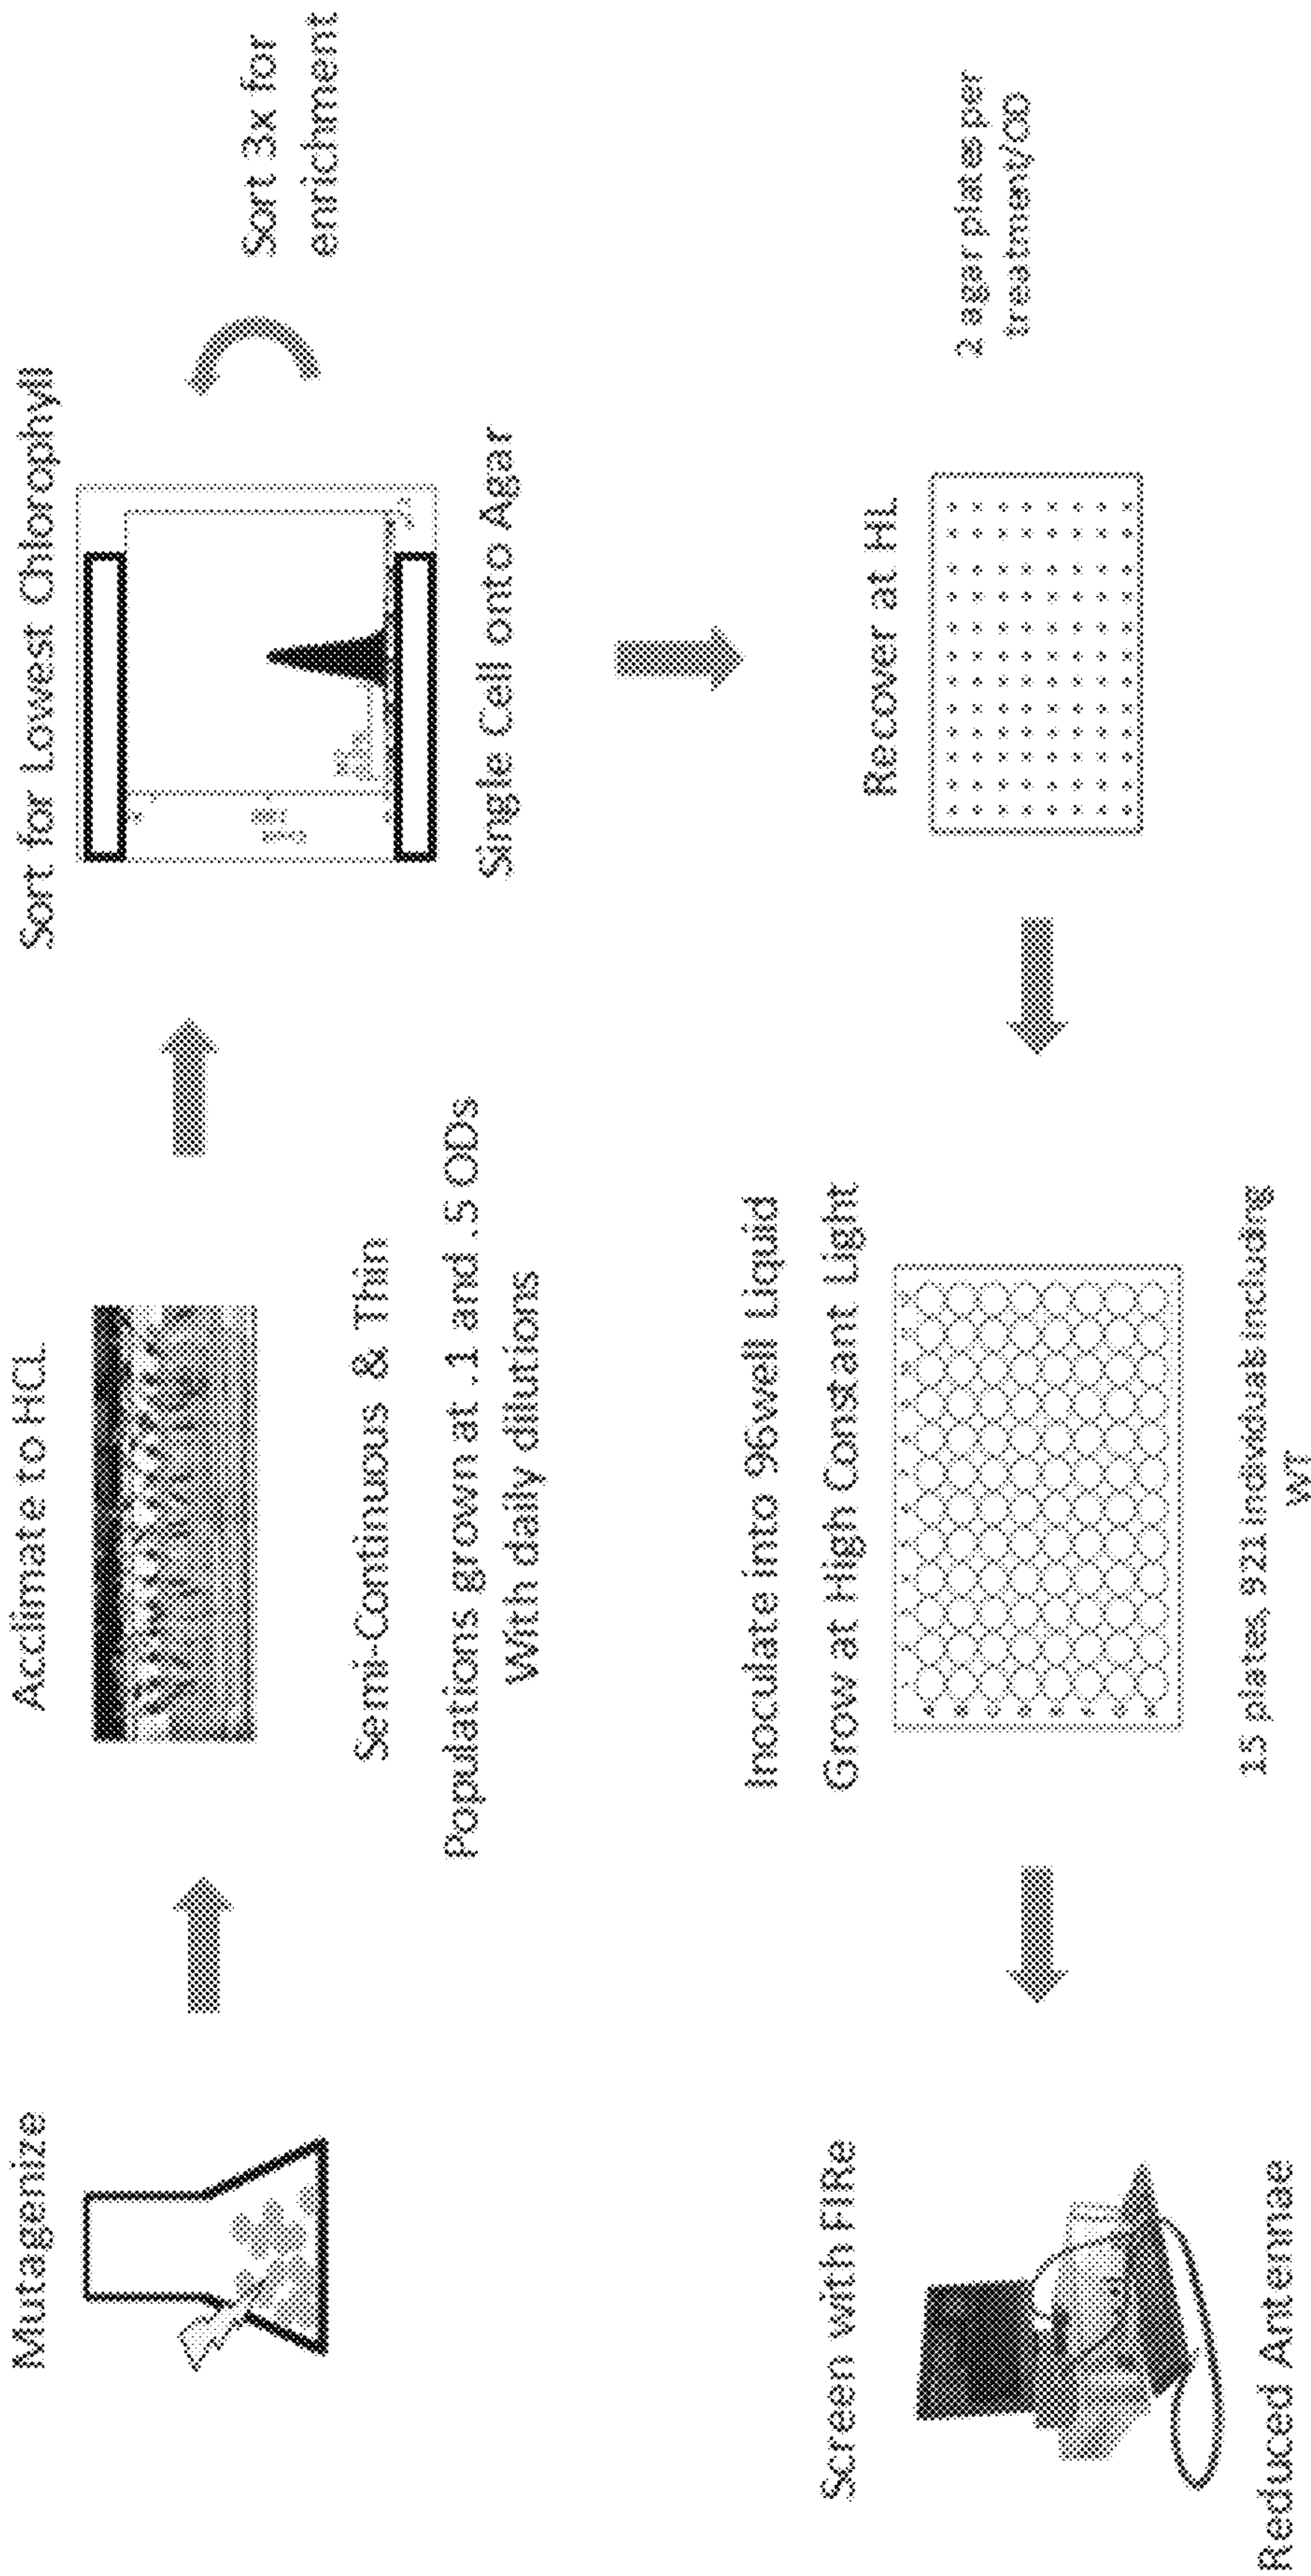 Mutagenize
Acclimate to HCL
Semi-Continuous & Thin
Populations grown at .1 and .5 ODs
With daily dilutions
Sort for Lowest Chlorophyll
Sort 3x for
enrichment
Single Cell onto Agar
Recover at HL
2 agar plates per
treatment/OD
Inoculate into 96well Liquid
Grow at High Constant Light
15 plates, 921 individuals including
WT
Screen with FIRe
Reduced Antennae